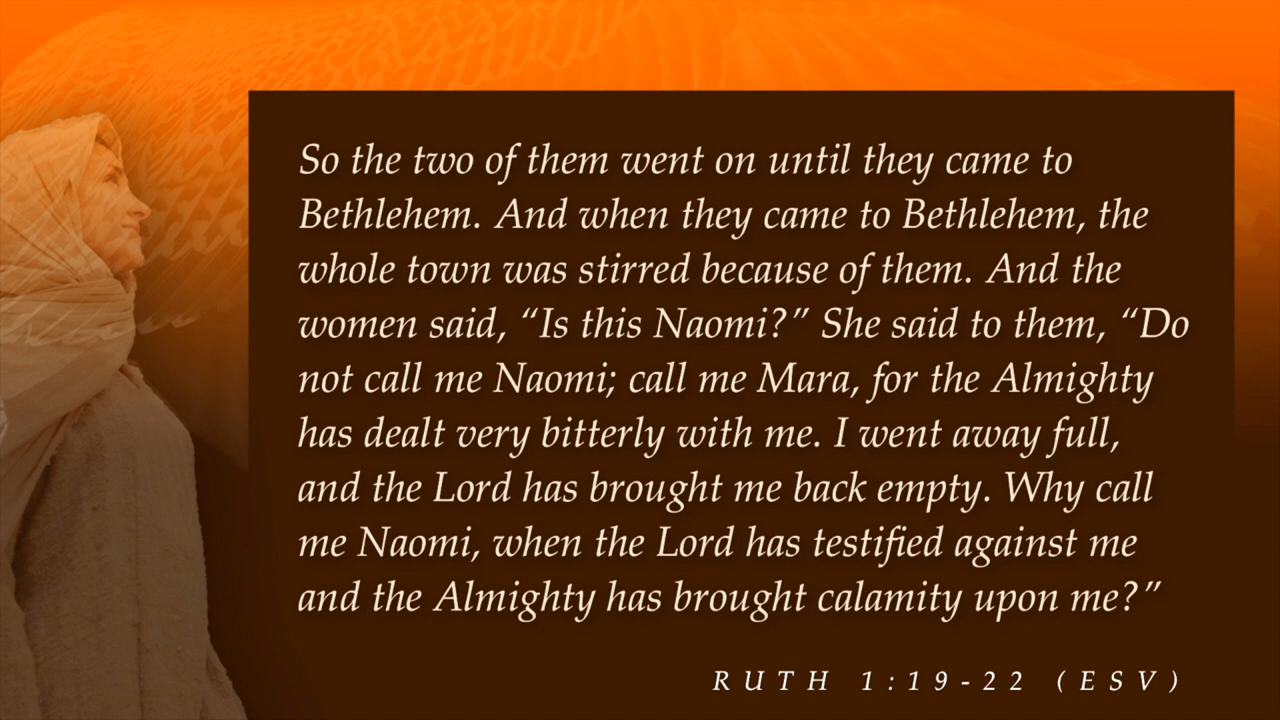 So the two of them went on until they came to
Bethlehem. And when they came to Bethlehem, the
whole town was stirred because of them. And the
women said, “Is this Naomi?” She said to them, “Do
not call me Naomi; call me Mara, for the Almighty
has dealt very bitterly with me. I went away full,
and the Lord has brought me back empty. Why call
me Naomi, when the Lord has testified against me
and the Almighty has brought calamity upon me?”
RUTH 1:19-22 (ESV)